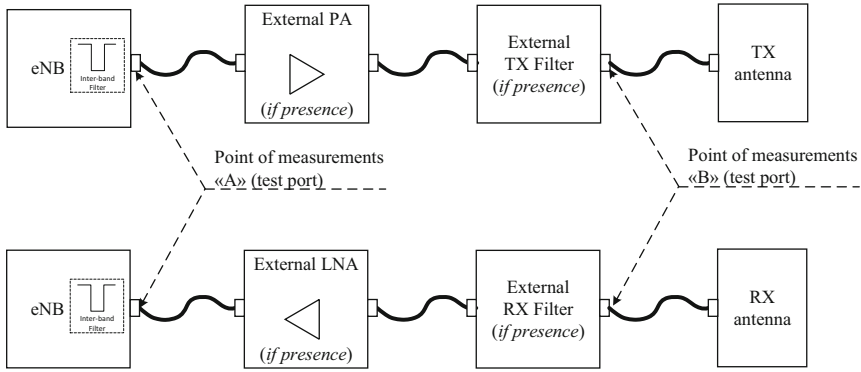 eNB
Inter-band
Filter
External PA
(if presence)
External
TX Filter
(if presence)
TX
antenna
Point of measurements
«A» (test port)
Point of measurements
«B» (test port)
eNB
Inter-band
Filter
External LNA
(if presence)
External
RX Filter
(if presence)
RX
antenna